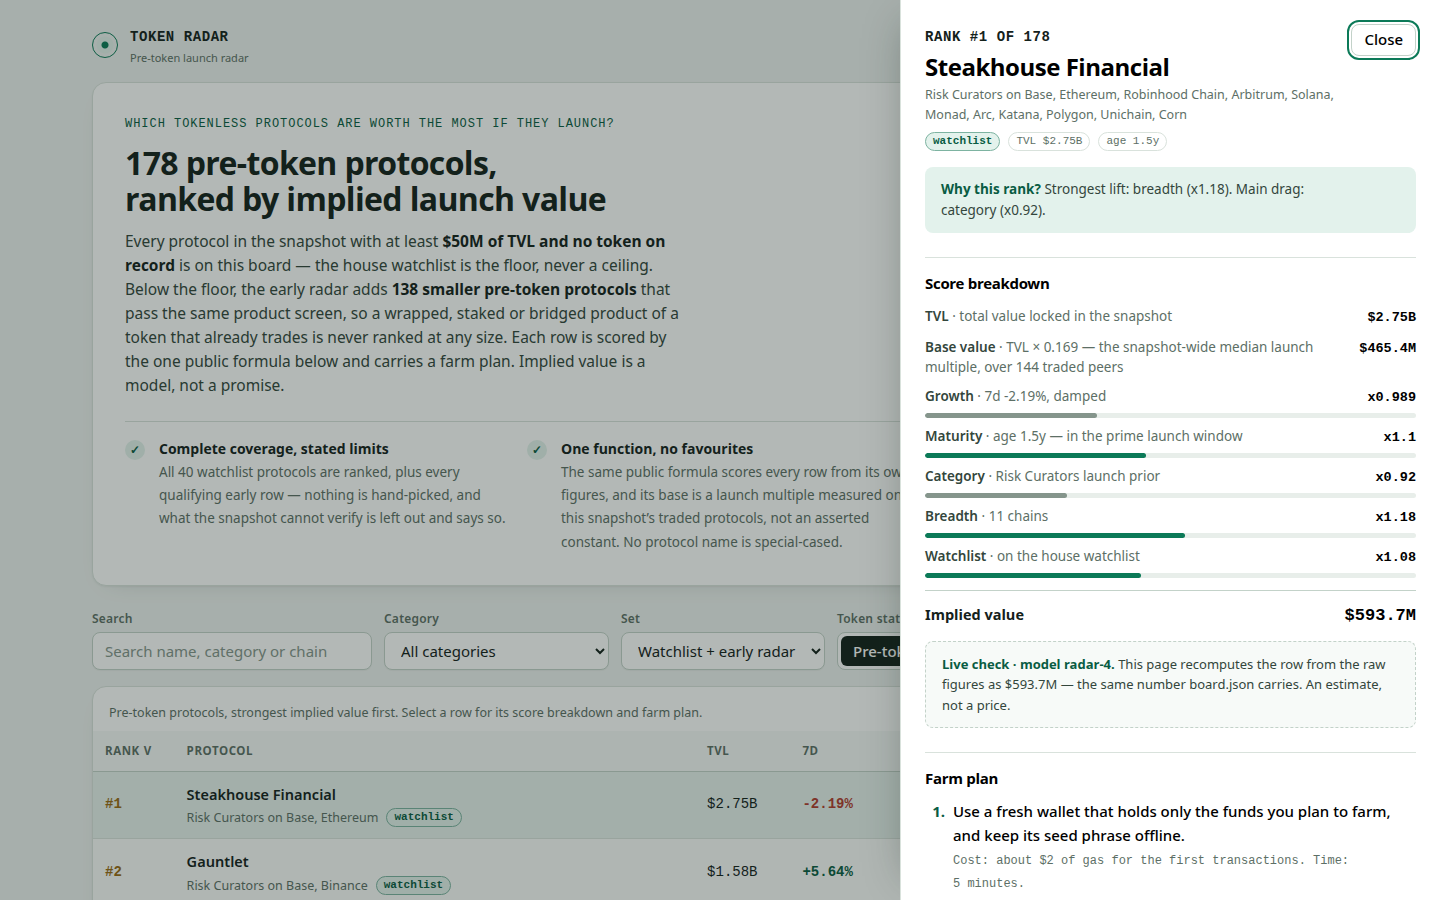 TOKEN RADAR
Pre-token launch radar
WHICH TOKENLESS PROTOCOLS ARE WORTH THE MOST IF THEY LAUNCH?
178 pre-token protocols,
ranked by implied launch value
Every protocol in the snapshot with at least $50M of TVL and no token on
record is on this board — the house watchlist is the floor, never a ceiling.
Below the floor, the early radar adds 138 smaller pre-token protocols that
pass the same product screen, so a wrapped, staked or bridged product of a
token that already trades is never ranked at any size. Each row is scored by
the one public formula below and carries a farm plan. Implied value is a
model, not a promise.
✓ Complete coverage, stated limits
All 40 watchlist protocols are ranked, plus every
qualifying early row — nothing is hand-picked, and
what the snapshot cannot verify is left out and says so.
✓ One function, no favourites
The same public formula scores every row from its ow
figures, and its base is a launch multiple measured on
this snapshot's traded protocols, not an asserted
constant. No protocol name is special-cased.
Search
Search name, category or chain
Category
All categories
Set
Watchlist + early radar
Token stat
Pre-tok
Pre-token protocols, strongest implied value first. Select a row for its score breakdown and farm plan.
RANK V PROTOCOL TVL 7D
#1 Steakhouse Financial $2.75B -2.19%
Risk Curators on Base, Ethereum watchlist
#2 Gauntlet $1.58B +5.64%
Risk Curators on Base, Binance watchlist
RANK #1 OF 178
Close
Steakhouse Financial
Risk Curators on Base, Ethereum, Robinhood Chain, Arbitrum, Solana,
Monad, Arc, Katana, Polygon, Unichain, Corn
watchlist TVL $2.75B age 1.5y
Why this rank? Strongest lift: breadth (x1.18). Main drag:
category (x0.92).
Score breakdown
TVL · total value locked in the snapshot $2.75B
Base value · TVL × 0.169 — the snapshot-wide median launch $465.4M
multiple, over 144 traded peers
Growth · 7d -2.19%, damped x0.989
Maturity · age 1.5y — in the prime launch window x1.1
Category · Risk Curators launch prior x0.92
Breadth · 11 chains x1.18
Watchlist · on the house watchlist x1.08
Implied value $593.7M
Live check · model radar-4. This page recomputes the row from the raw
figures as $593.7M — the same number board.json carries. An estimate,
not a price.
Farm plan
1. Use a fresh wallet that holds only the funds you plan to farm,
and keep its seed phrase offline.
Cost: about $2 of gas for the first transactions. Time:
5 minutes.